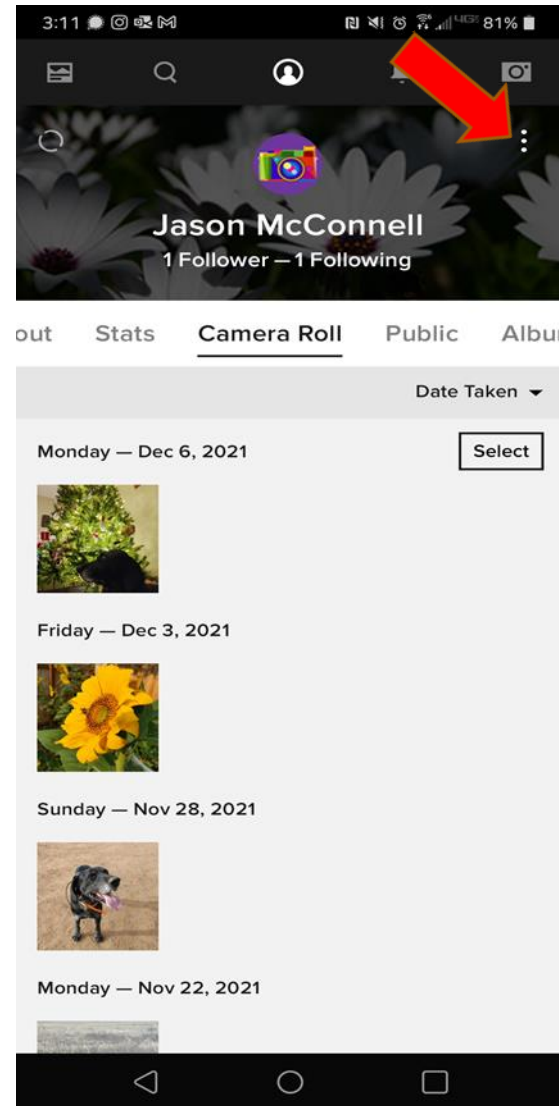 3:11 81%
Jason McConnell
1 Follower — 1 Following
out Stats Camera Roll Public Albu
Date Taken
Monday — Dec 6, 2021 Select
Friday — Dec 3, 2021
Sunday — Nov 28, 2021
Monday — Nov 22, 2021